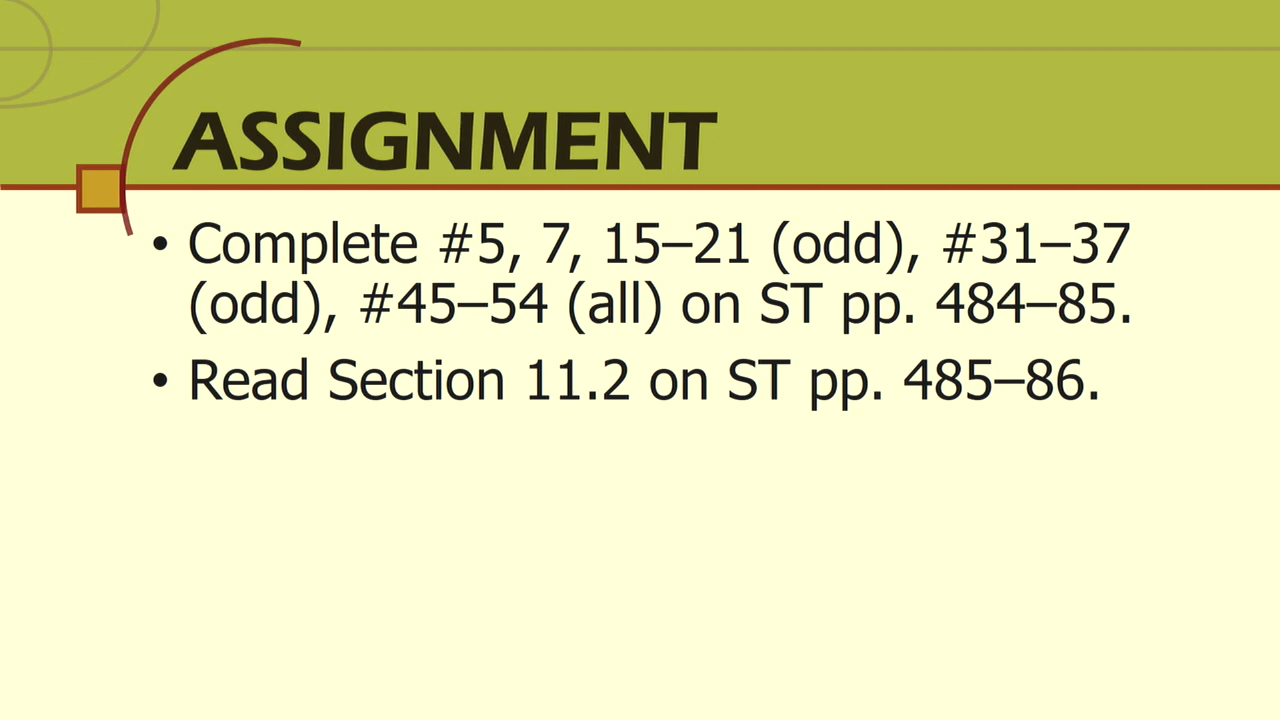 ASSIGNMENT
• Complete #5, 7, 15–21 (odd), #31–37
(odd), #45–54 (all) on ST pp. 484–85.
• Read Section 11.2 on ST pp. 485–86.